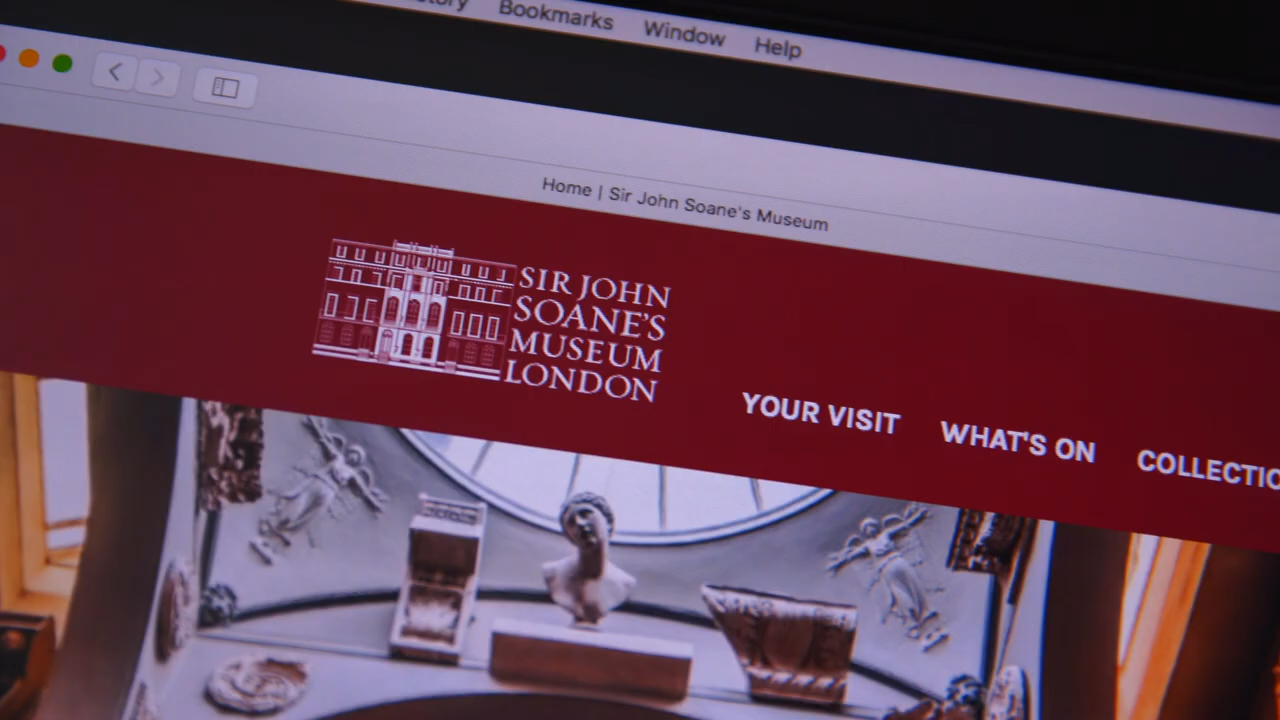 Bookmarks Window Help
Home | Sir John Soane's Museum
SIR JOHN
SOANE'S
MUSEUM
LONDON
YOUR VISIT WHAT'S ON